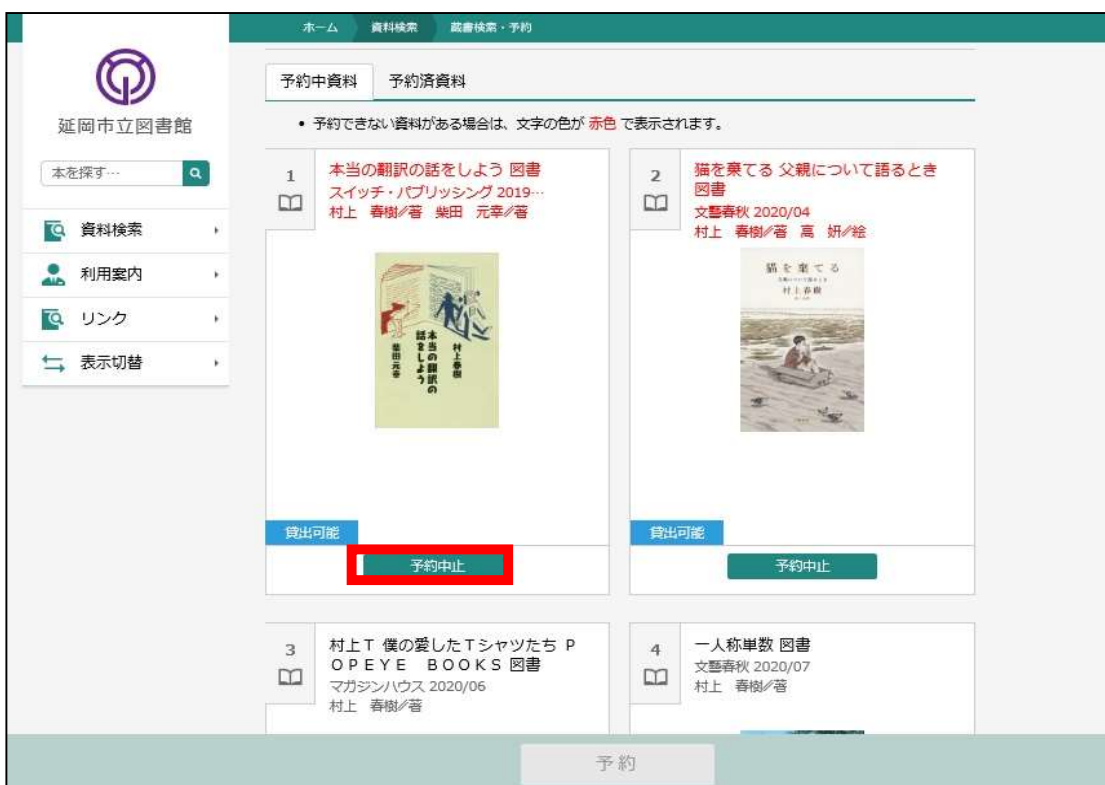 ホーム 資料検索 蔵書検索・予約
延岡市立図書館
本を探す…
資料検索
利用案内
リンク
表示切替
予約中資料 予約済資料
• 予約できない資料がある場合は、文字の色が 赤色 で表示されます。
1
本当の翻訳の話をしよう 図書
スイッチ・パブリッシング 2019…
村上 春樹∥著 柴田 元幸∥著
本当の翻訳の
話をしよう
村上春樹
柴田元幸
貸出可能
予約中止
2
猫を棄てる 父親について語るとき
図書
文藝春秋 2020/04
村上 春樹∥著 高 妍∥絵
猫を棄てる
村上春樹
貸出可能
予約中止
3
村上T 僕の愛したTシャツたち P
OPEYE BOOKS 図書
マガジンハウス 2020/06
村上 春樹∥著
4
一人称単数 図書
文藝春秋 2020/07
村上 春樹∥著
予約